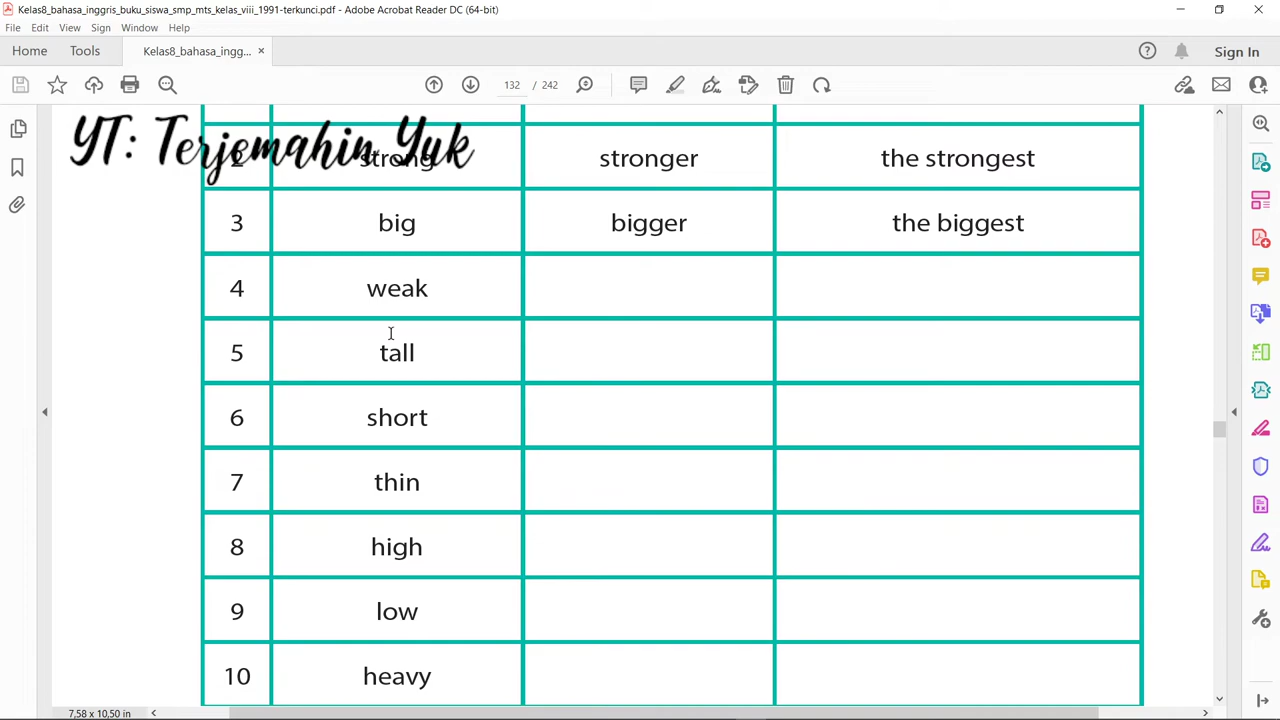 Kelas8_bahasa_inggris_buku_siswa_smp_mts_kelas_viii_1991-terkunci.pdf - Adobe Acrobat Reader DC (64-bit)
File Edit View Sign Window Help
Home Tools Kelas8_bahasa_ingg... × Sign In
132 / 242
YT: Terjemahin Yuk
2 strong stronger the strongest
3 big bigger the biggest
4 weak
5 tall
6 short
7 thin
8 high
9 low
10 heavy
7,58 x 10,50 in